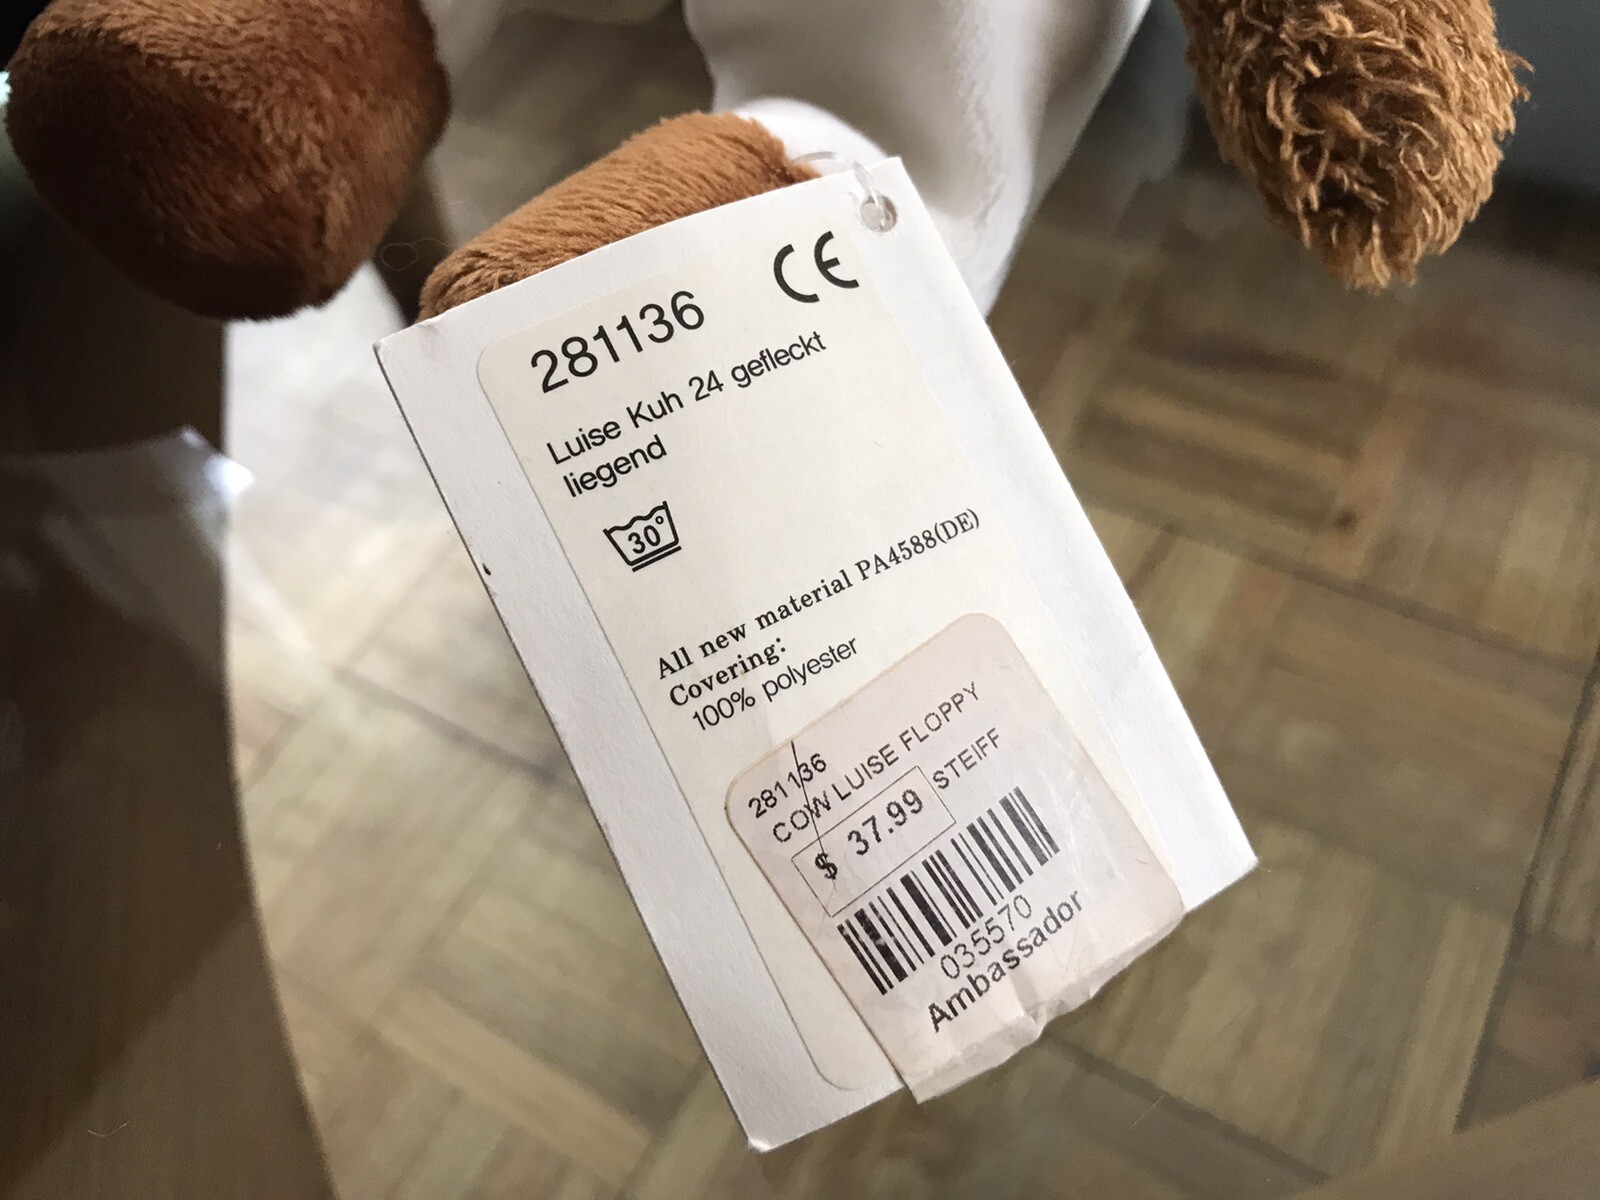 CE
281136
Luise Kuh 24 gefleckt
liegend
30°
All new material PA4588(DE)
Covering:
100% polyester
281136
COW LUISE FLOPPY
$ 37.99 STEIFF
035570
Ambassador